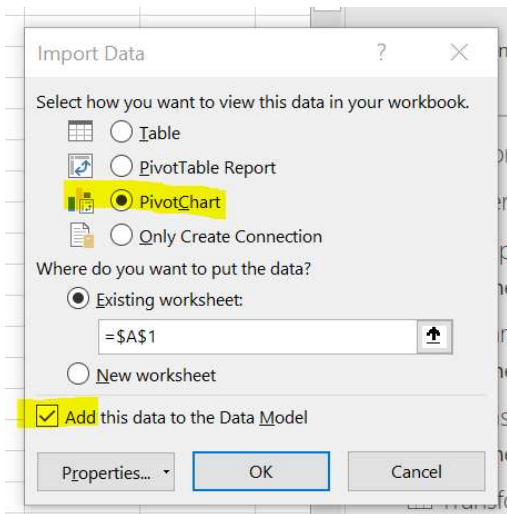 Import Data ?
Select how you want to view this data in your workbook.
Table
PivotTable Report
PivotChart
Only Create Connection
Where do you want to put the data?
Existing worksheet:
=$A$1
New worksheet
Add this data to the Data Model
Properties...
OK
Cancel